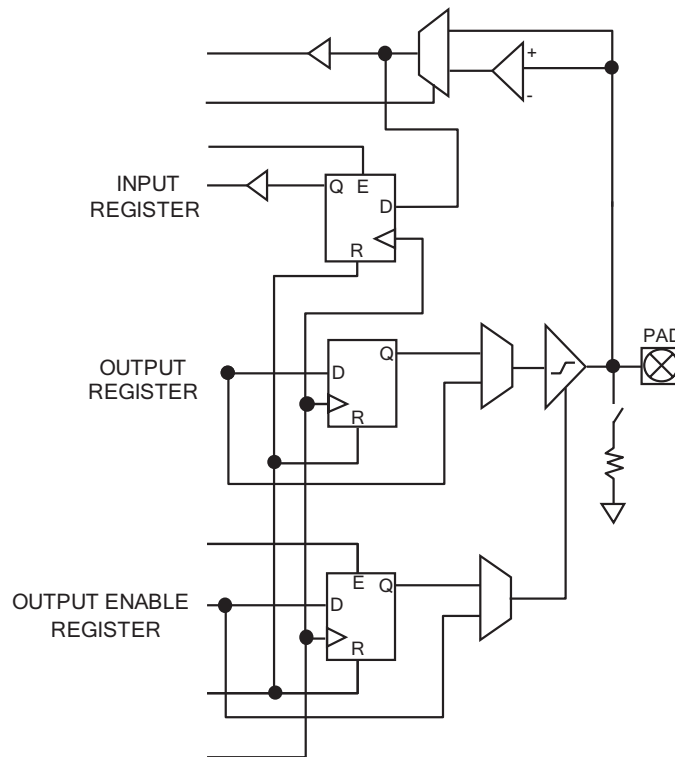 +
-
INPUT
REGISTER
Q E
D
R
PAD
OUTPUT
REGISTER
Q
D
R
OUTPUT ENABLE
REGISTER
E Q
D
R